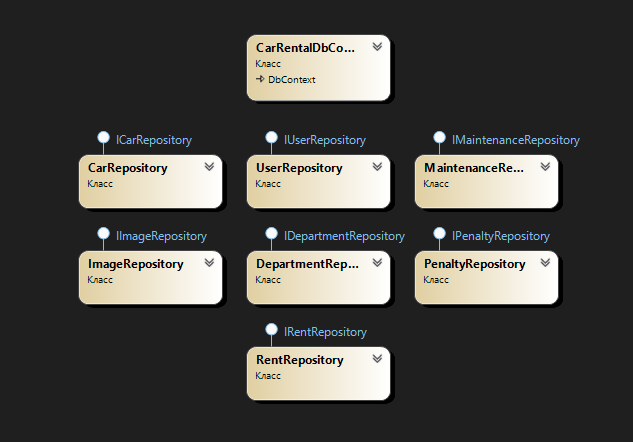 CarRentalDbCo...
Класс
DbContext
ICarRepository
IUserRepository
IMaintenanceRepository
CarRepository
Класс
UserRepository
Класс
MaintenanceRe...
Класс
IImageRepository
IDepartmentRepository
IPenaltyRepository
ImageRepository
Класс
DepartmentRep...
Класс
PenaltyRepository
Класс
IRentRepository
RentRepository
Класс